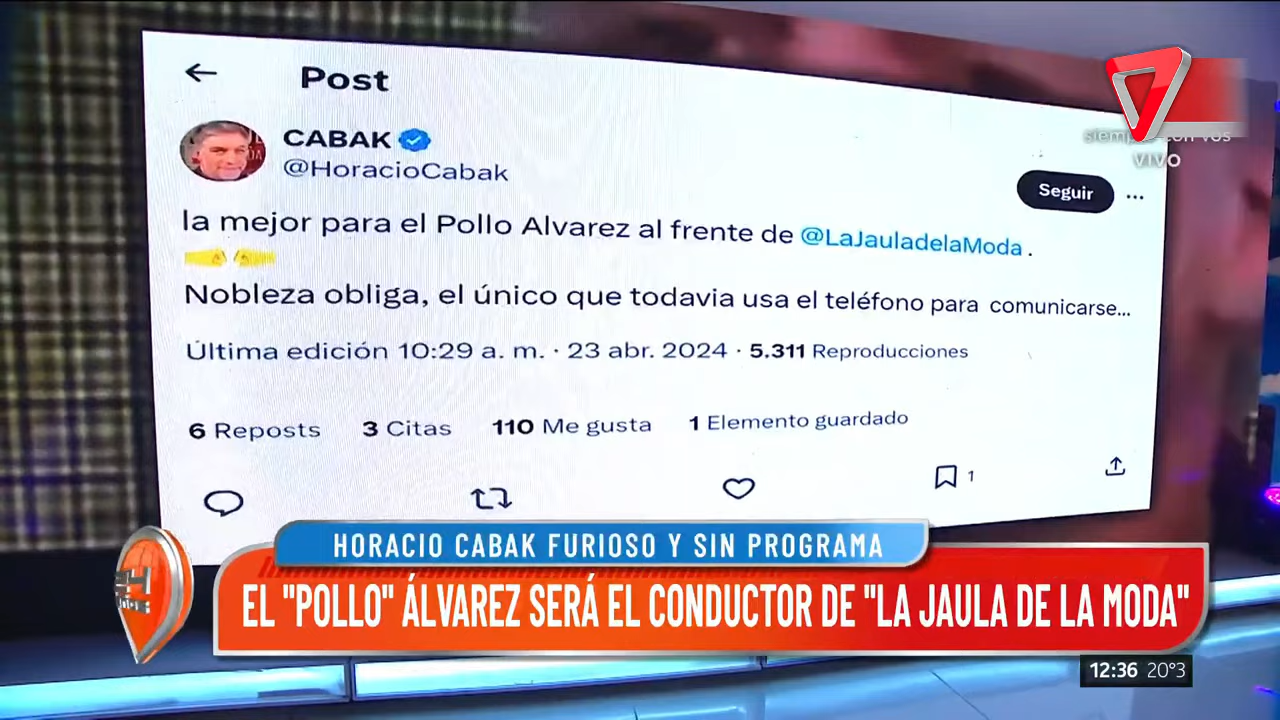 Post
CABAK
@HoracioCabak
Seguir
la mejor para el Pollo Alvarez al frente de @LaJauladelaModa .
Nobleza obliga, el único que todavia usa el teléfono para comunicarse...
Última edición 10:29 a. m. · 23 abr. 2024 · 5.311 Reproducciones
6 Reposts 3 Citas 110 Me gusta 1 Elemento guardado
1
siempre con vos
VIVO
HORACIO CABAK FURIOSO Y SIN PROGRAMA
EL "POLLO" ÁLVAREZ SERÁ EL CONDUCTOR DE "LA JAULA DE LA MODA"
12:36 20°3